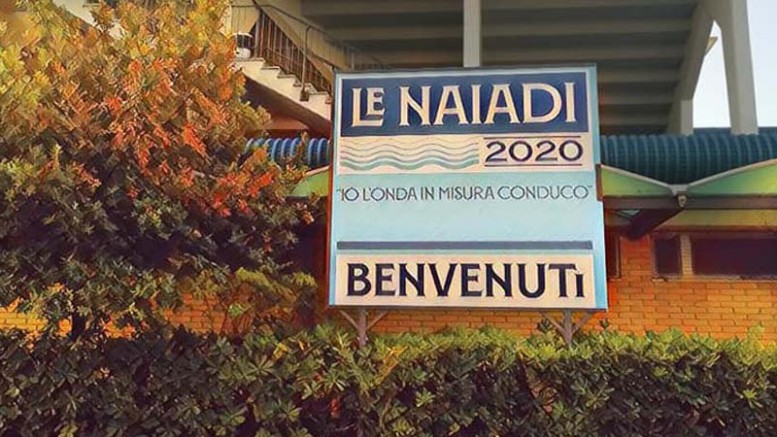 LE NAIADI
2020
"IO L'ONDA IN MISURA CONDUCO"
BENVENUTi